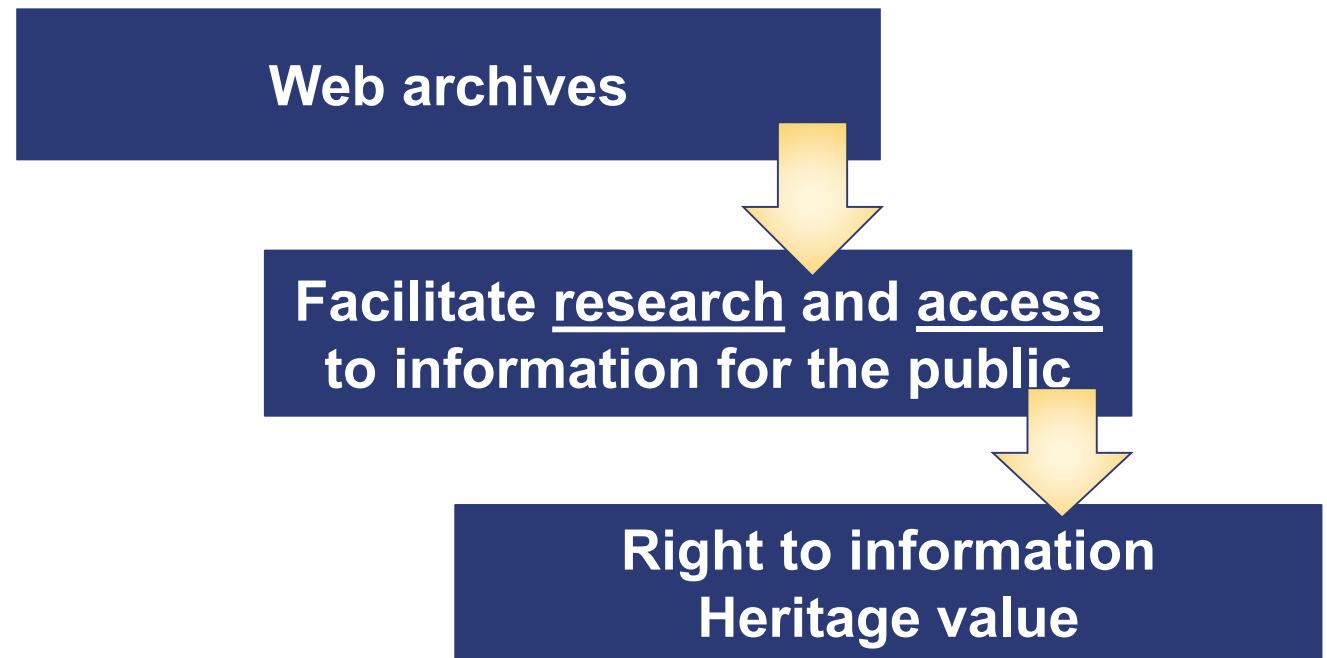 Web archives
Facilitate research and access
to information for the public
Right to information
Heritage value